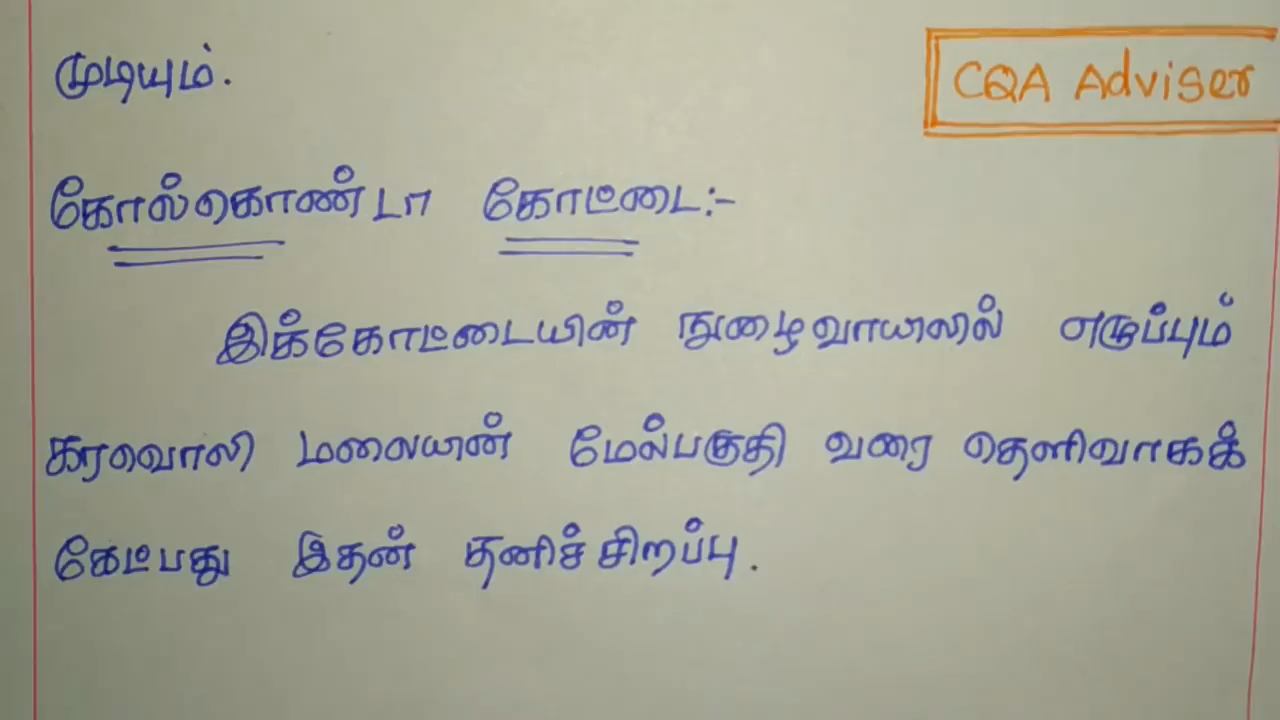 முடியும்.
CQA Adviser
கோல்கொண்டா கோட்டை:-
இக்கோட்டையின் நுழைவாயிலில் எழுப்பும்
கரவொலி மலையின் மேல்பகுதி வரை தெளிவாகக்
கேட்பது இதன் தனிச்சிறப்பு.